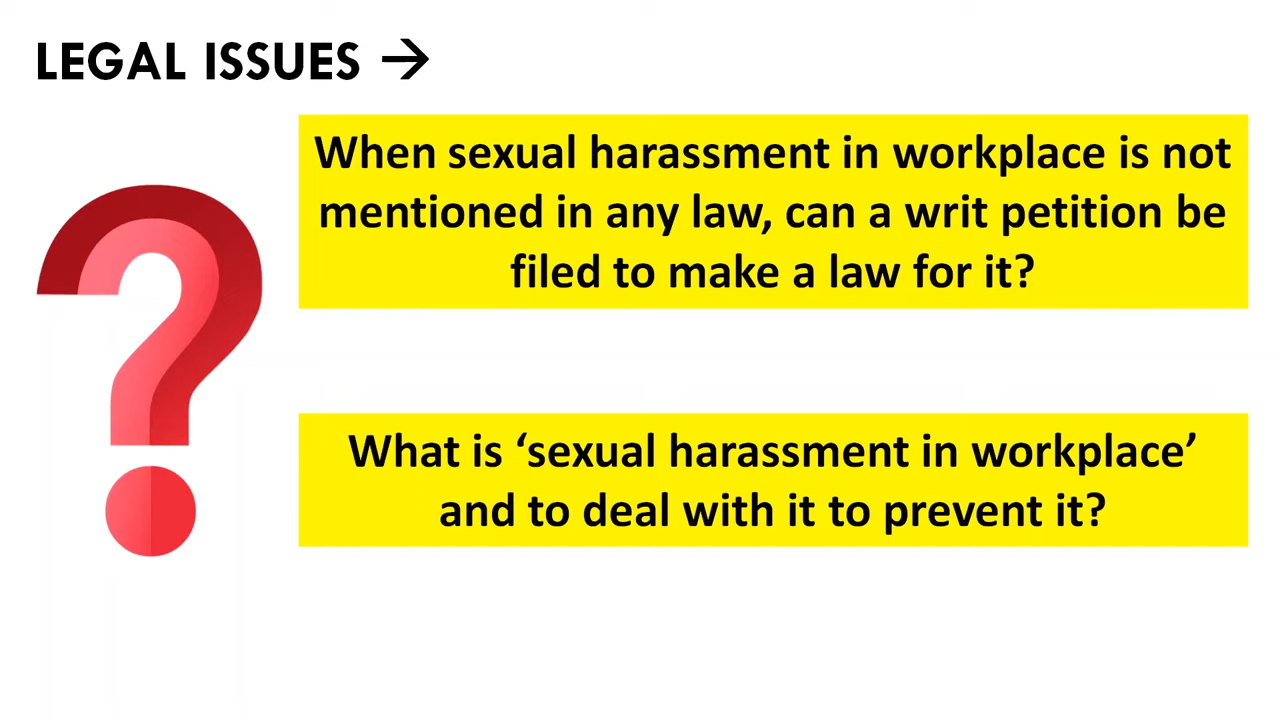 LEGAL ISSUES →
When sexual harassment in workplace is not
mentioned in any law, can a writ petition be
filed to make a law for it?
What is ‘sexual harassment in workplace’
and to deal with it to prevent it?